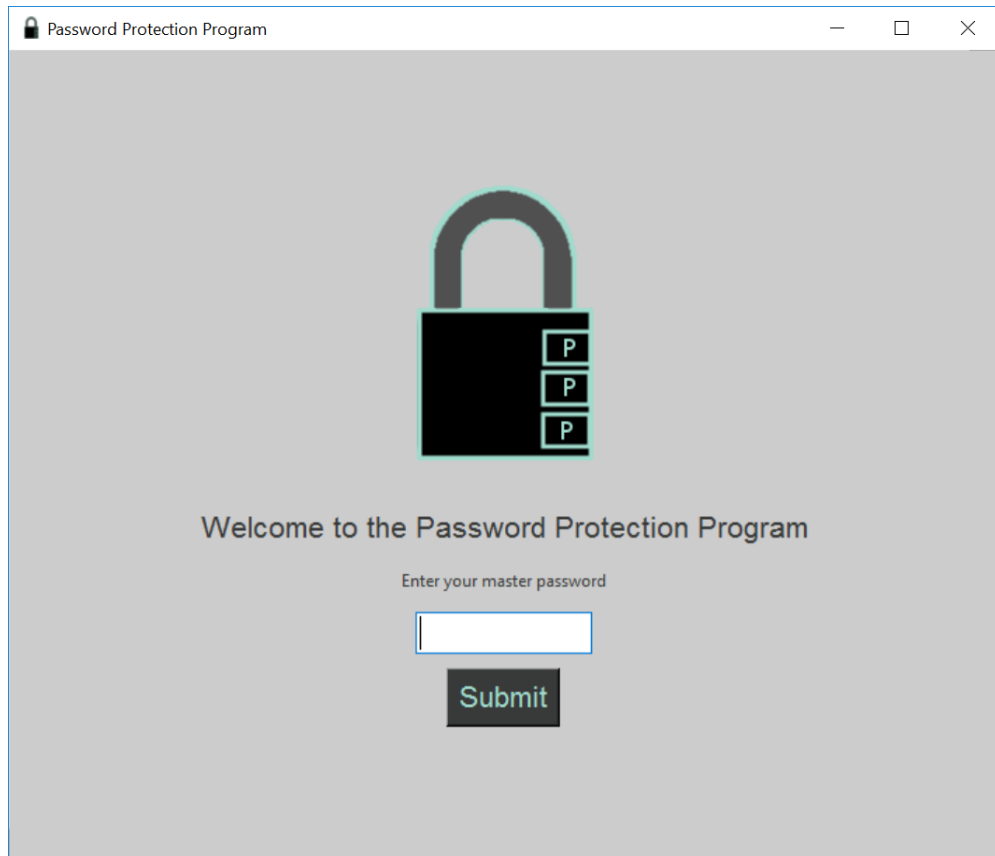 Password Protection Program
P
P
P
Welcome to the Password Protection Program
Enter your master password
Submit